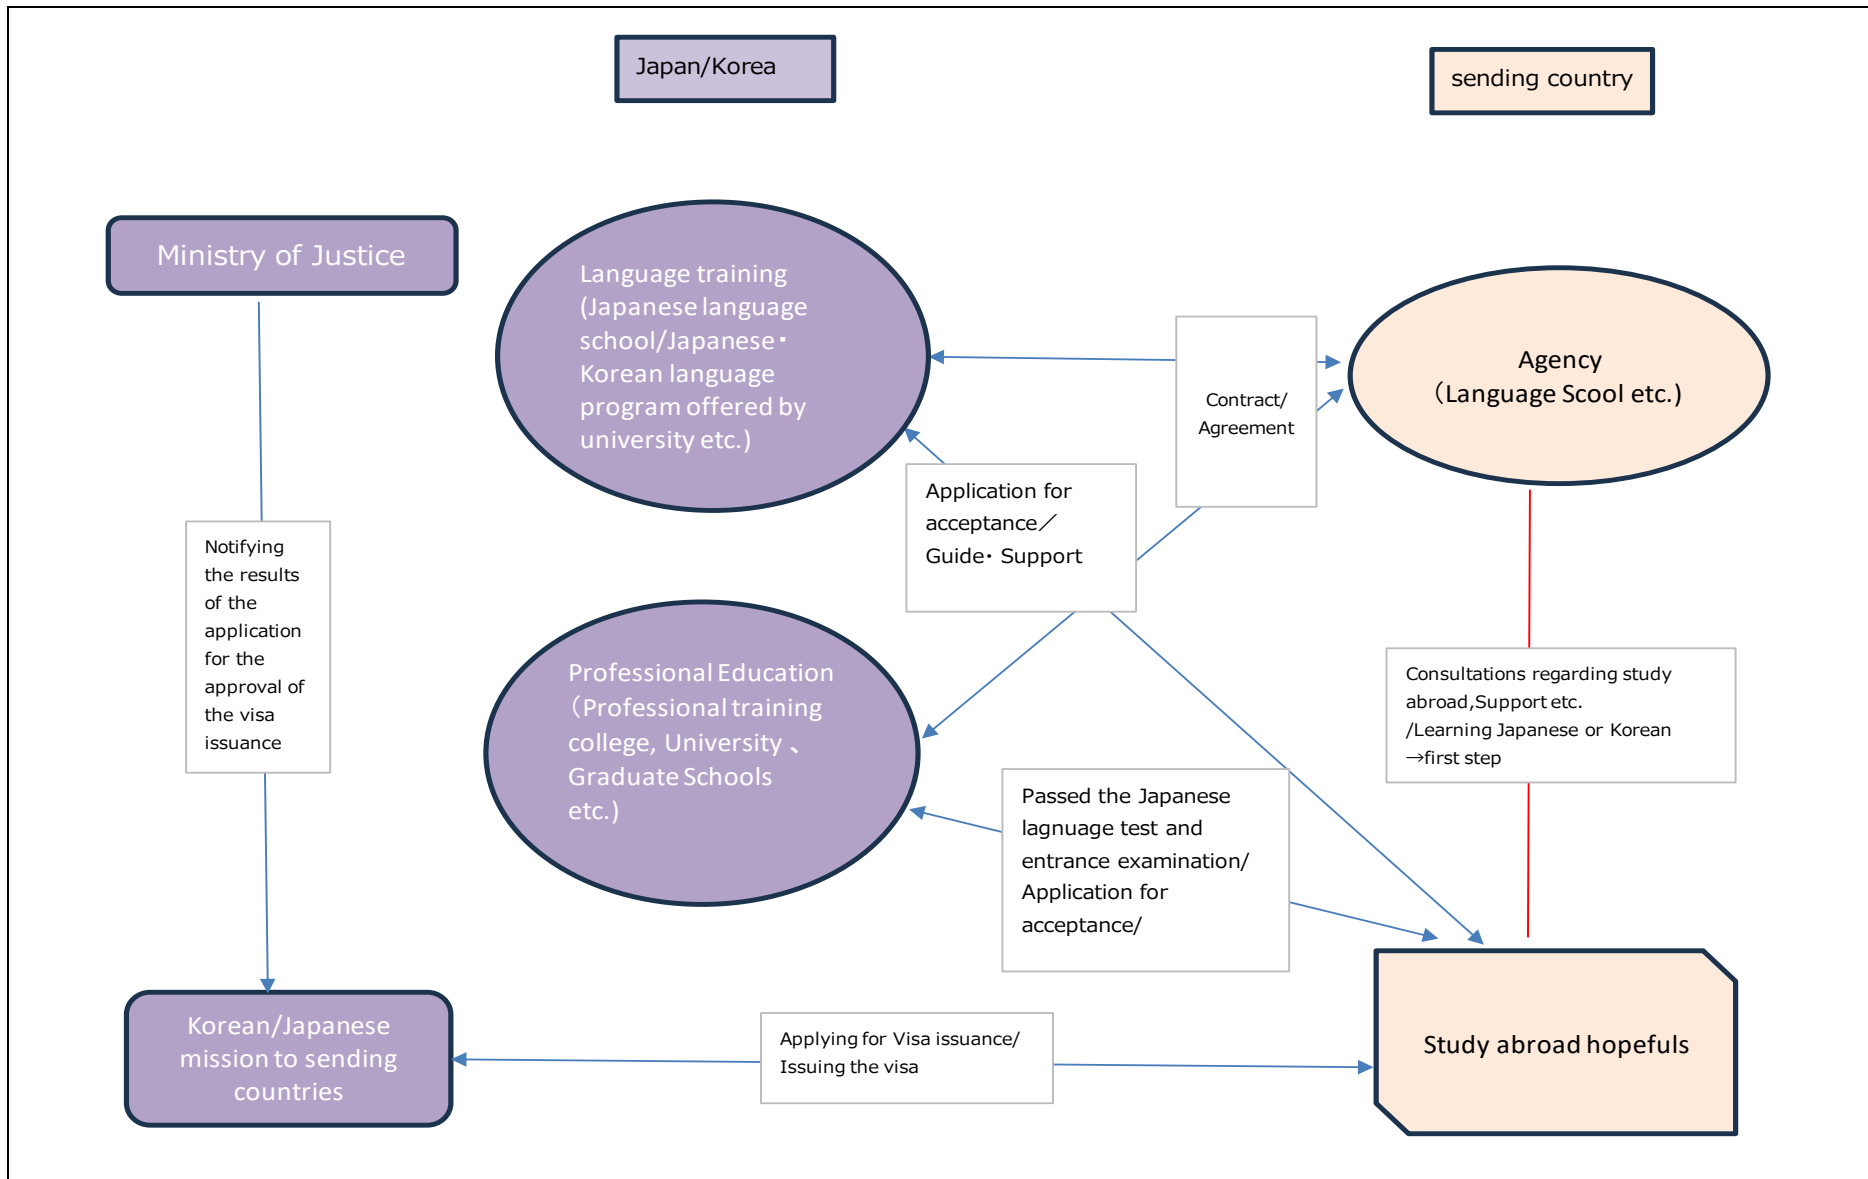 Japan/Korea
sending country
Ministry of Justice
Language training
(Japanese language
school/Japanese・
Korean language
program offered by
university etc.)
Agency
（Language Scool etc.)
Contract/
Agreement
Application for
acceptance／
Guide・Support
Notifying
the results
of the
application
for the
approval of
the visa
issuance
Professional Education
（Professional training
college, University 、
Graduate Schools
etc.)
Consultations regarding study
abroad,Support etc.
/Learning Japanese or Korean
→first step
Passed the Japanese
lagnuage test and
entrance examination/
Application for
acceptance/
Korean/Japanese
mission to sending
countries
Applying for Visa issuance/
Issuing the visa
Study abroad hopefuls